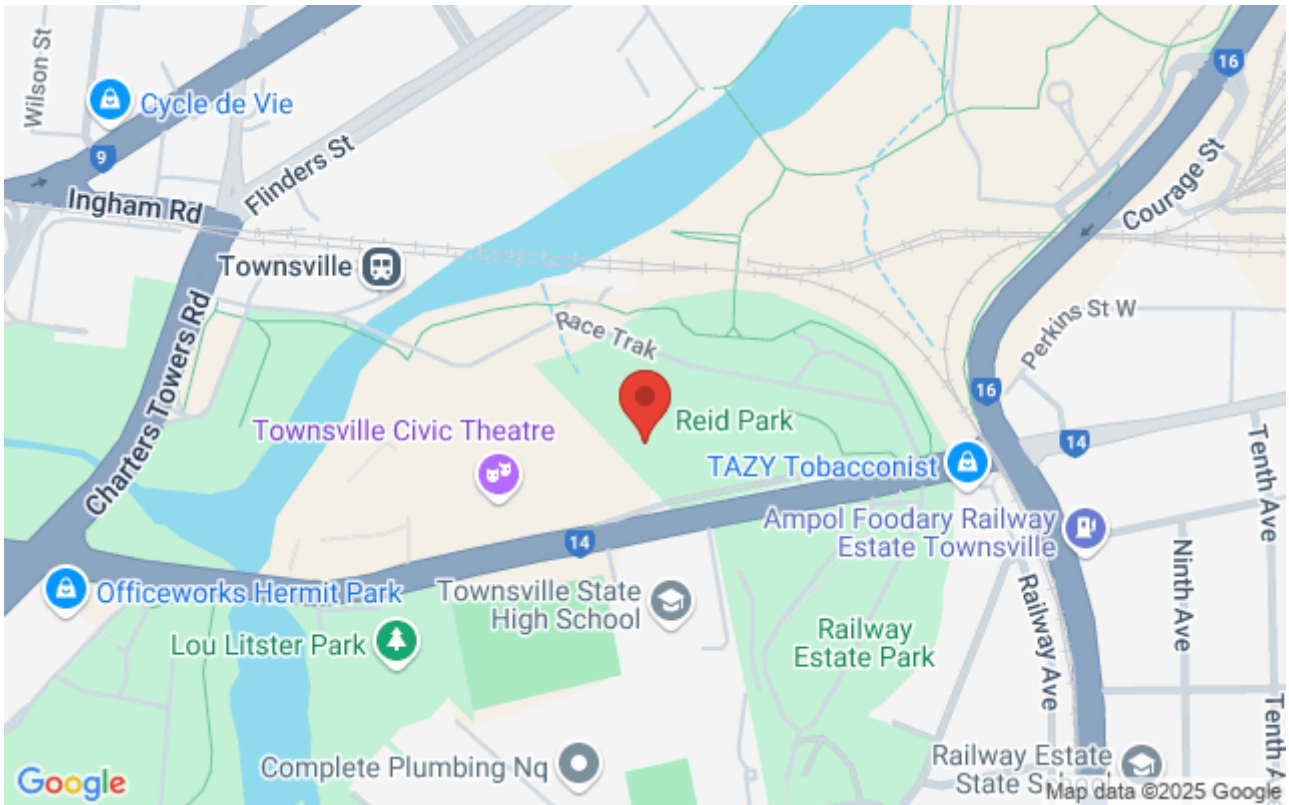 Wilson St
Cycle de Vie
16
9
Flinders St
Ingham Rd
Courage St
Townsville
Charters Towers Rd
Race Trak
Perkins St W
16
Reid Park
Townsville Civic Theatre
TAZY Tobacconist
14
Tenth Ave
Ampol Foodary Railway
Estate Townsville
14
Ninth Ave
Officeworks Hermit Park
Townsville State
High School
Railway Ave
Lou Litster Park
Railway
Estate Park
Tenth A
Complete Plumbing Nq
Railway Estate
State S
Google
Map data ©2025 Google